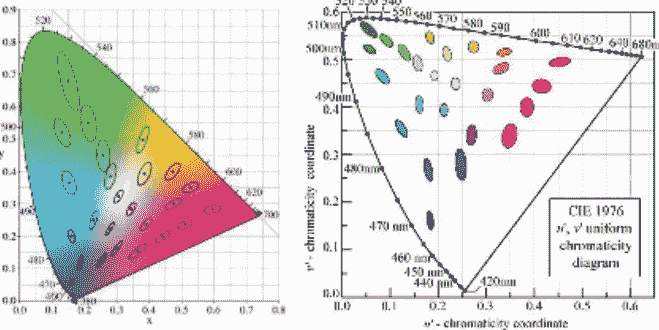 0.9
0.8
0.7
0.6
500
0.5
y
0.4
0.3
490
0.2
480
0.1
0.0
520
540
560
580
600
620
700
0.0 0.1 0.2 0.3 0.4 0.5 0.6 0.7 0.8
x
520 530 540
550 560 570 580 590 600 610 620 640 680nm
510nm
500nm
490nm
480nm
470 nm
460 nm
450 nm
440 nm
420nm
0.6
0.5
0.4
0.3
0.2
0.1
0.0
v' - chromaticity coordinate
CIE 1976
u', v' uniform
chromaticity
diagram
0.0 0.1 0.2 0.3 0.4 0.5 0.6
u' - chromaticity coordinate